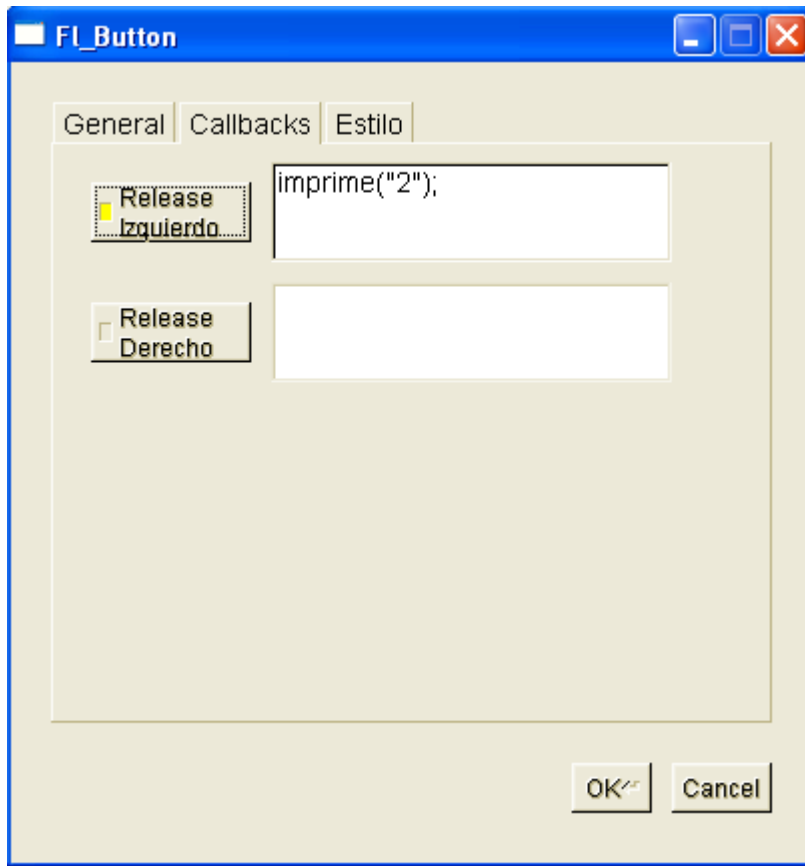 Fl_Button
General Callbacks Estilo
Release
Izquierdo
imprime("2");
Release
Derecho
OK
Cancel